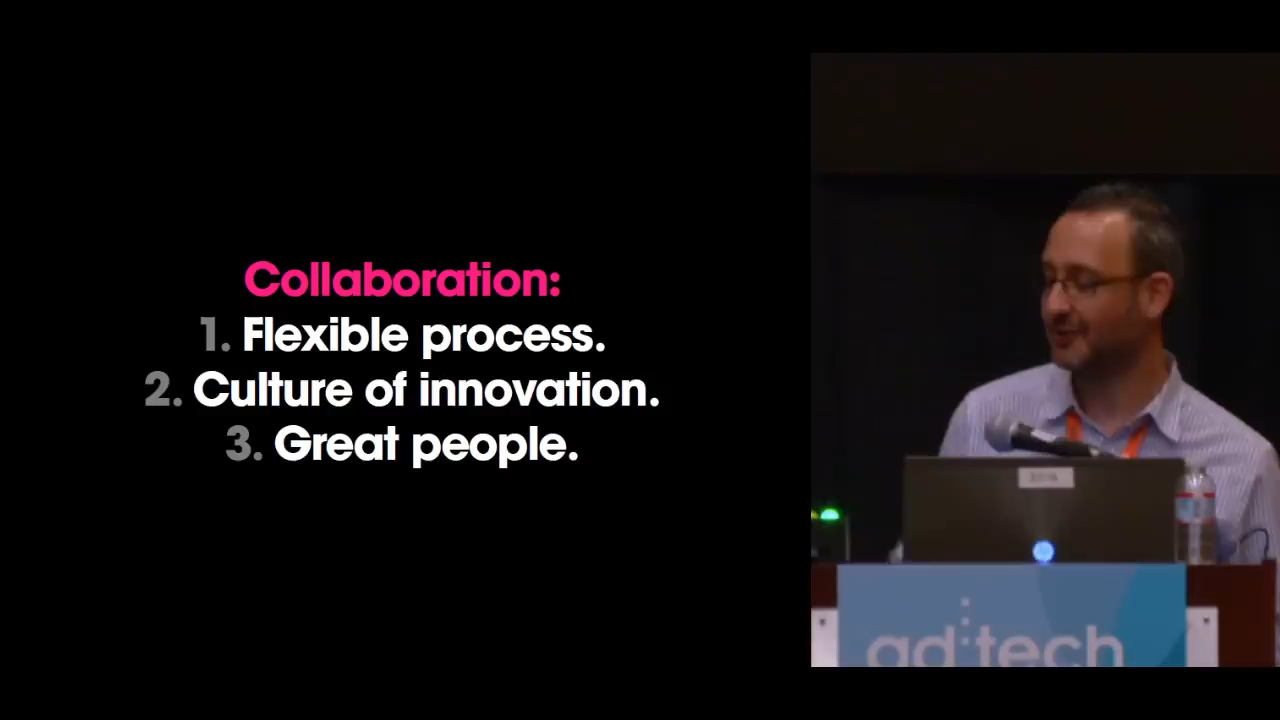 Collaboration:
1. Flexible process.
2. Culture of innovation.
3. Great people.
ad:tech